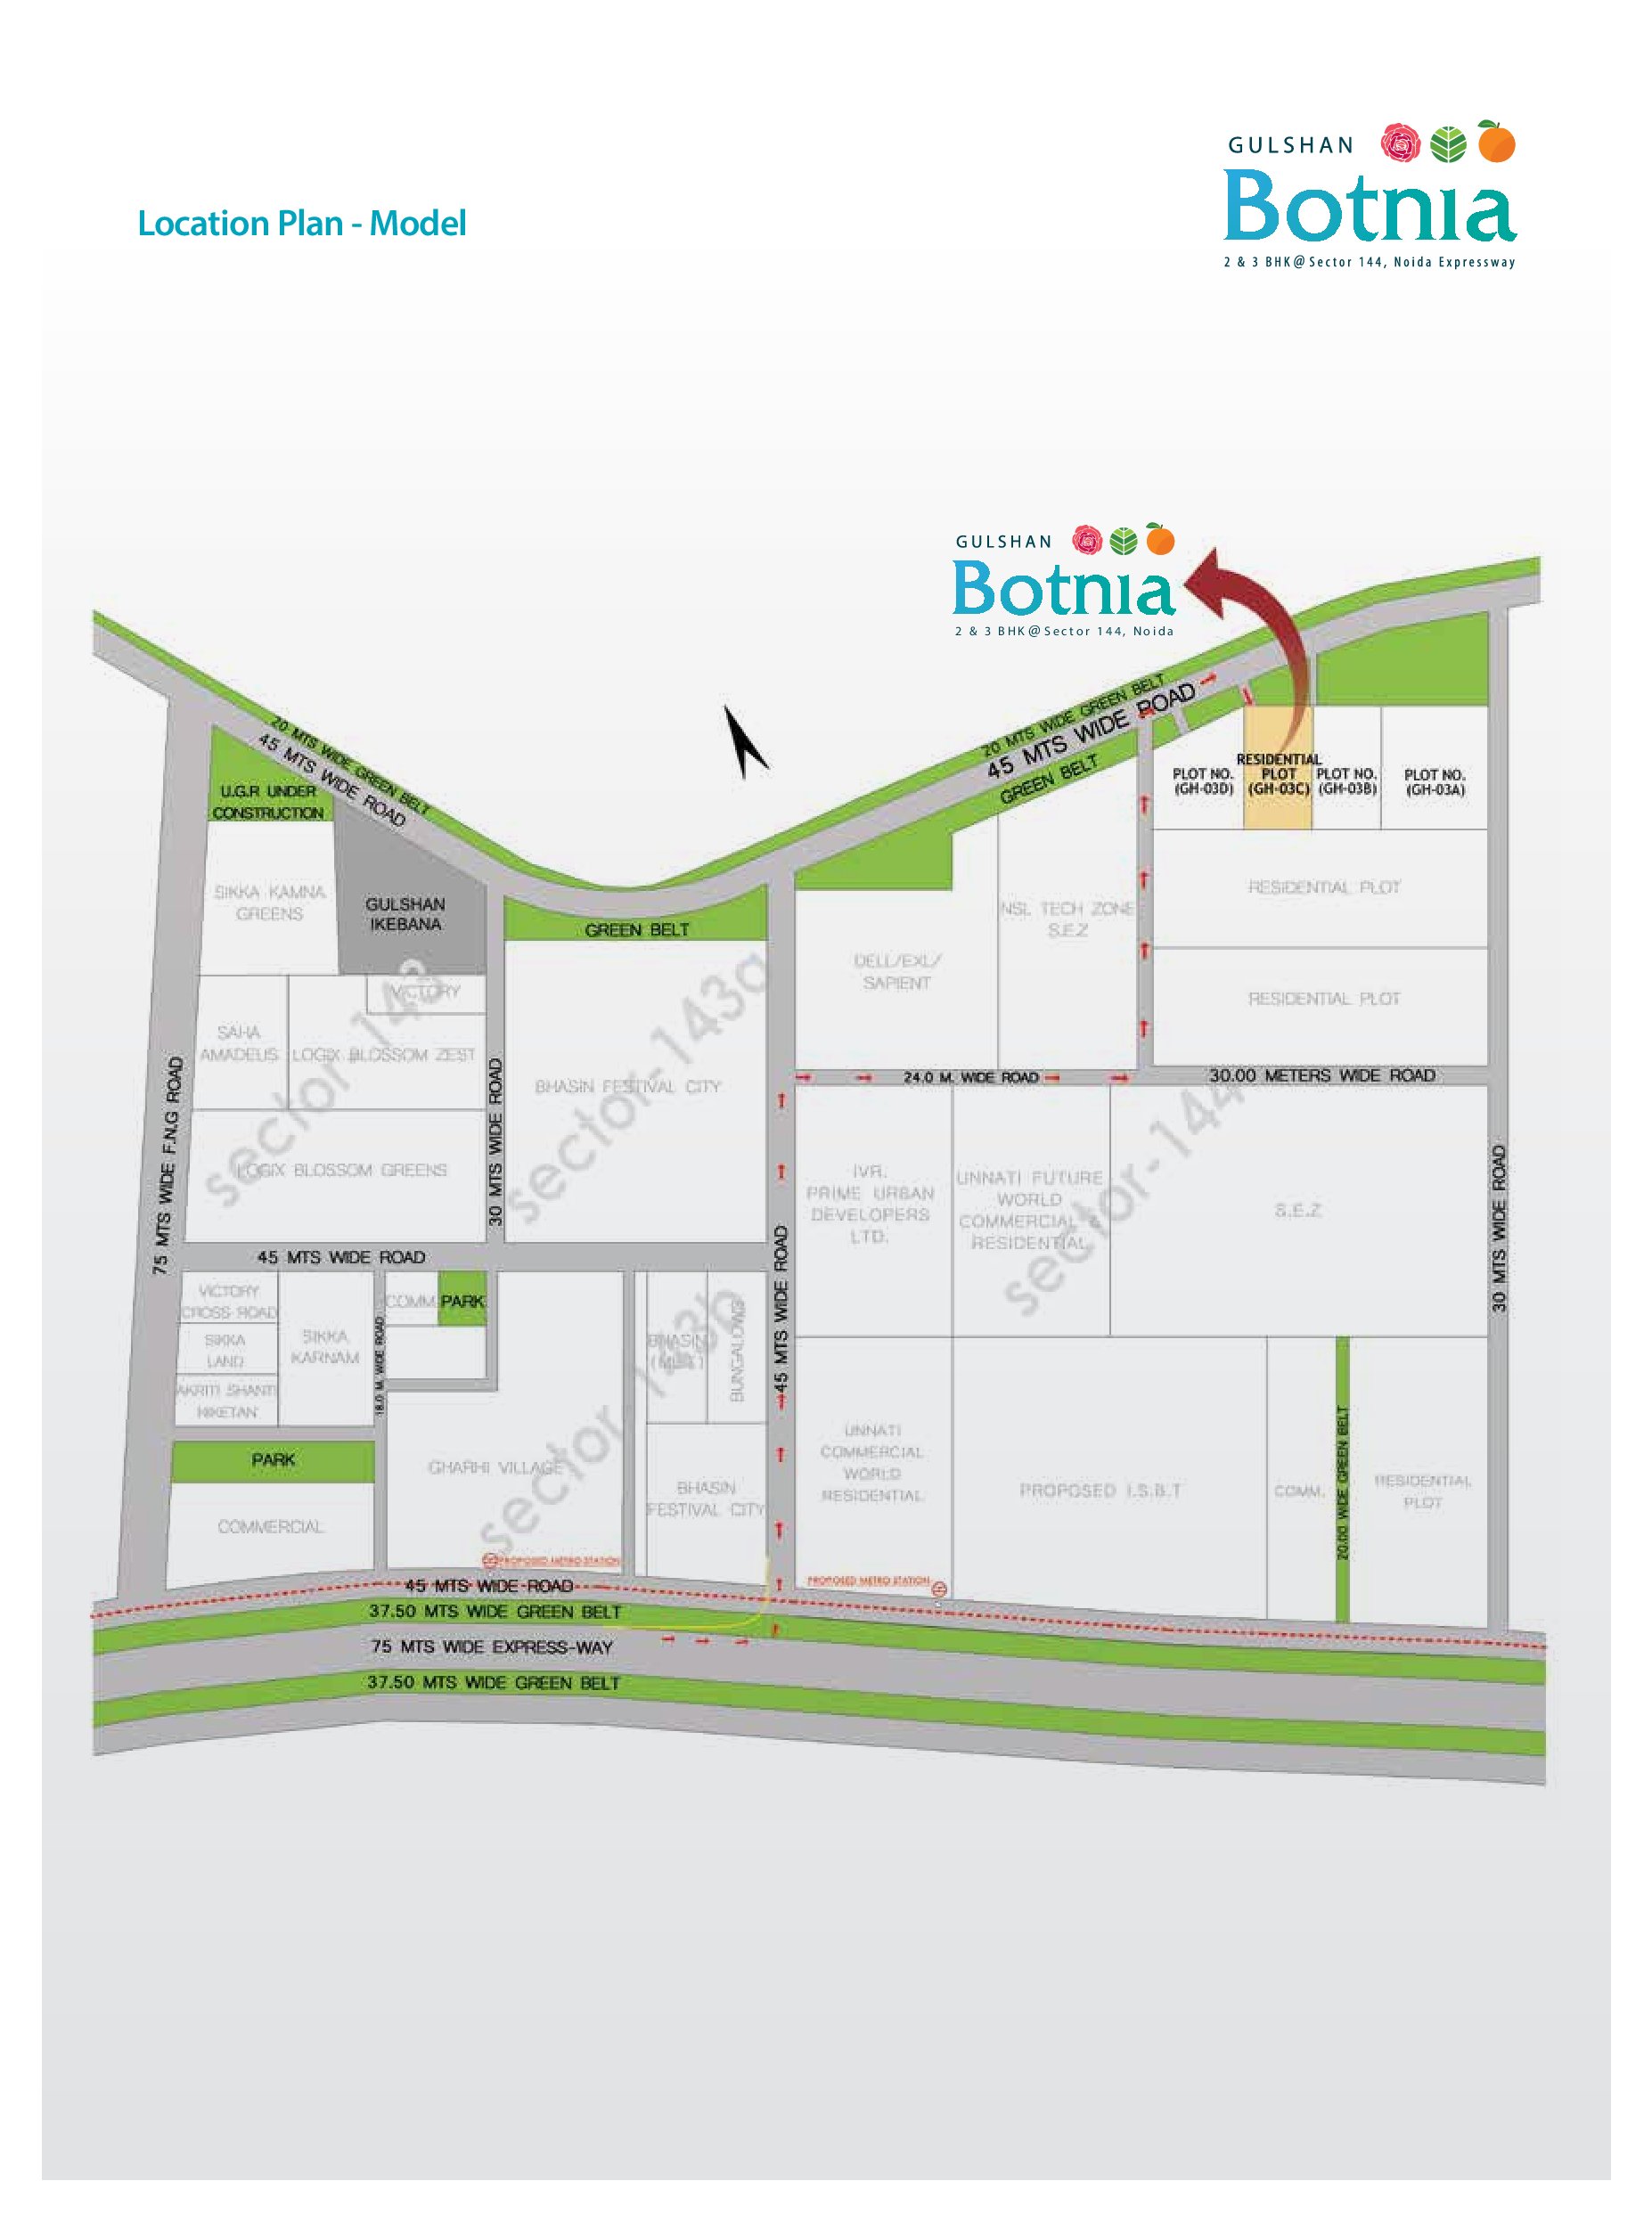 GULSHAN
Botnia
2 & 3 BHK@Sector 144, Noida Expressway
Location Plan - Model
GULSHAN
Botnia
2 & 3 BHK@Sector 144, Noida
20 MTS WIDE GREEN BELT
45 MTS WIDE ROAD
GREEN BELT
20 MTS WIDE GREEN BELT
45 MTS WIDE ROAD
RESIDENTIAL
PLOT NO.
(GH-03D)
PLOT
(GH-03C)
PLOT NO.
(GH-03B)
PLOT NO.
(GH-03A)
U.G.R UNDER
CONSTRUCTION
SIKKA KAMNA
GREENS
GULSHAN
IKEBANA
GREEN BELT
NSL TECH ZONE
S.E.Z
RESIDENTIAL PLOT
DELL/EXL/
SAPIENT
RESIDENTIAL PLOT
VICTORY
SAHA
AMADEUS
LOGIX BLOSSOM ZEST
sector-143
sector-143a
BHASIN FESTIVAL CITY
24.0 M. WIDE ROAD
30.00 METERS WIDE ROAD
75 MTS WIDE F.N.G ROAD
30 MTS WIDE ROAD
LOGIX BLOSSOM GREENS
IVR.
PRIME URBAN
DEVELOPERS
LTD.
UNNATI FUTURE
WORLD
COMMERCIAL &
RESIDENTIAL
sector-144
S.E.Z
30 MTS WIDE ROAD
45 MTS WIDE ROAD
45 MTS WIDE ROAD
VICTORY
CROSS ROAD
SIKKA
LAND
AKRITI SHANTI
NIKETAN
SIKKA
KARNAM
18.0 M. WIDE ROAD
COMM.
PARK
BHASIN
BUNGALOWS
sector-143b
PARK
GHARHI VILLAGE
BHASIN
FESTIVAL CITY
UNNATI
COMMERCIAL
WORLD
RESIDENTIAL
PROPOSED I.S.B.T
COMM.
20.00 WIDE GREEN BELT
RESIDENTIAL
PLOT
COMMERCIAL
PROPOSED METRO STATION
PROPOSED METRO STATION
45 MTS WIDE ROAD
37.50 MTS WIDE GREEN BELT
75 MTS WIDE EXPRESS-WAY
37.50 MTS WIDE GREEN BELT